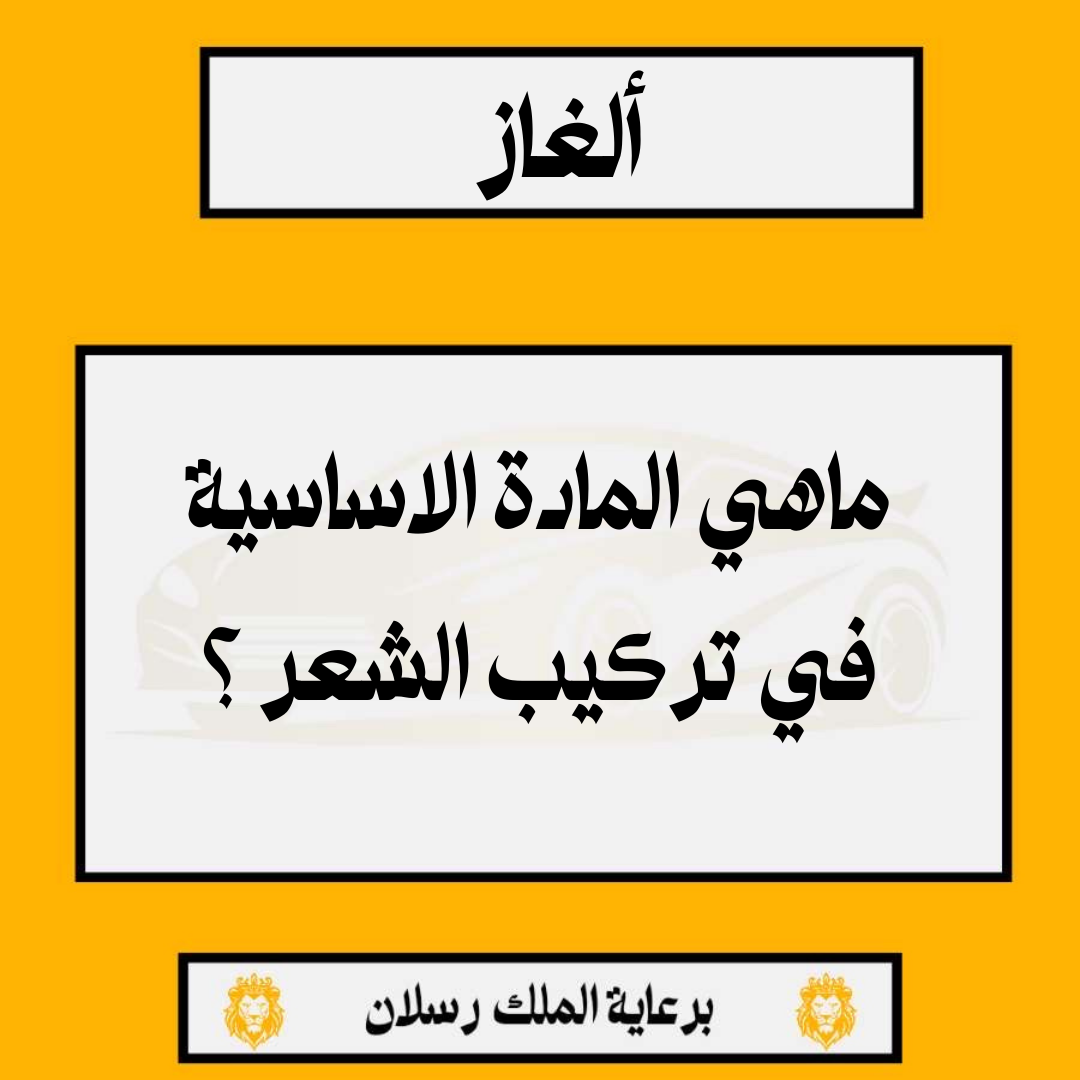 ألغاز
ماهي المادة الاساسية
في تركيب الشعر ؟
برعاية الملك رسلان